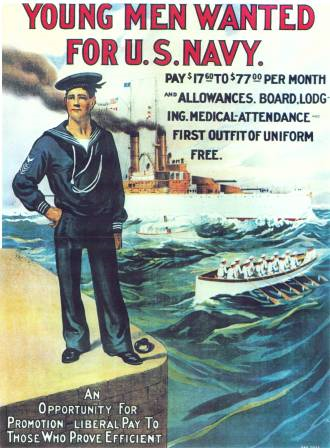 YOUNG MEN WANTED
FOR U.S. NAVY.
PAY $17.60 TO $77.00 PER MONTH
AND ALLOWANCES. BOARD, LODG-
ING. MEDICAL-ATTENDANCE AND
FIRST OUTFIT OF UNIFORM
FREE.
AN
OPPORTUNITY FOR
PROMOTION LIBERAL PAY TO
THOSE WHO PROVE EFFICIENT